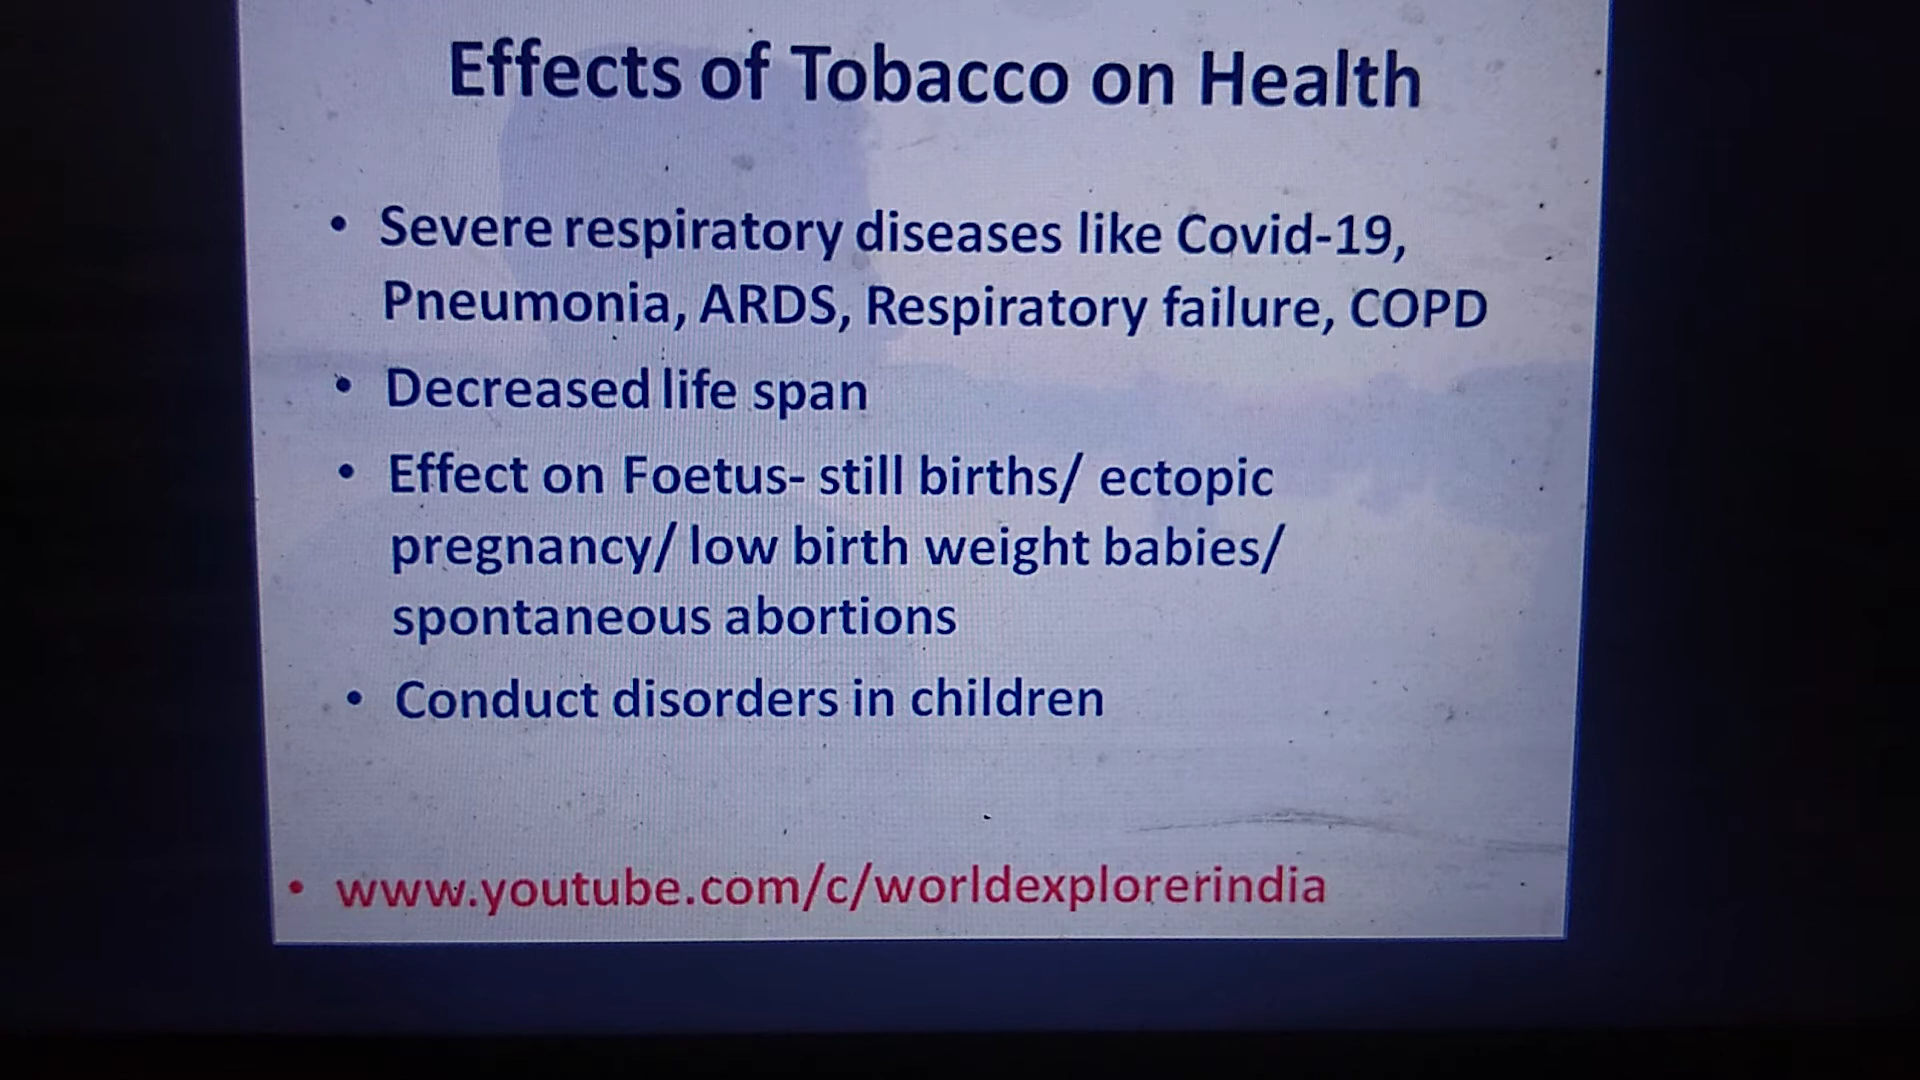 Effects of Tobacco on Health
• Severe respiratory diseases like Covid-19,
Pneumonia, ARDS, Respiratory failure, COPD
• Decreased life span
• Effect on Foetus- still births/ ectopic
pregnancy/ low birth weight babies/
spontaneous abortions
• Conduct disorders in children
• www.youtube.com/c/worldexplorerindia